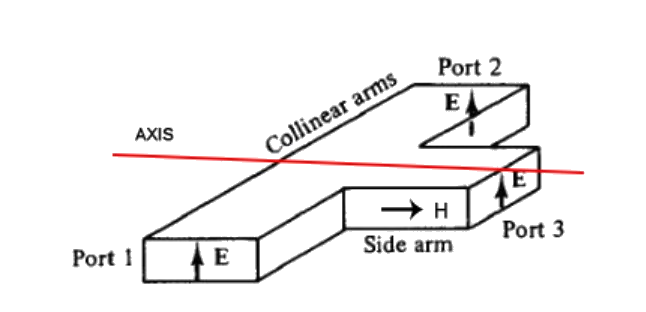 Port 2
E
Collinear arms
AXIS
E
H
Side arm
Port 3
Port 1
E